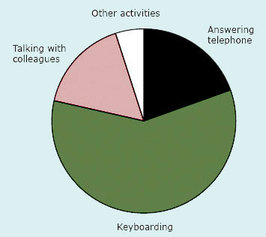 Other activities
Answering
telephone
Talking with
colleagues
Keyboarding